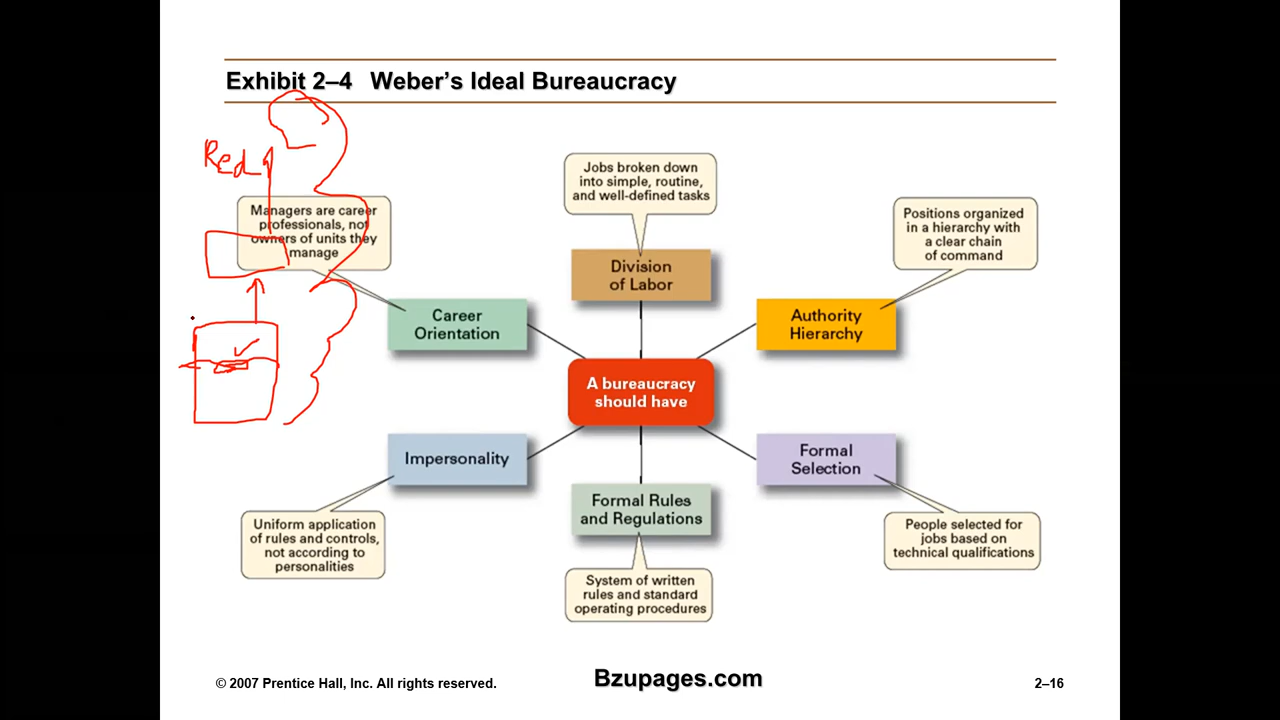 Exhibit 2–4 Weber's Ideal Bureaucracy
Red
Managers are career
professionals, not
owners of units they
manage
Jobs broken down
into simple, routine,
and well-defined tasks
Positions organized
in a hierarchy with
a clear chain
of command
Division
of Labor
Career
Orientation
Authority
Hierarchy
A bureaucracy
should have
Impersonality
Formal
Selection
Formal Rules
and Regulations
Uniform application
of rules and controls,
not according to
personalities
People selected for
jobs based on
technical qualifications
System of written
rules and standard
operating procedures
© 2007 Prentice Hall, Inc. All rights reserved.
Bzupages.com
2–16